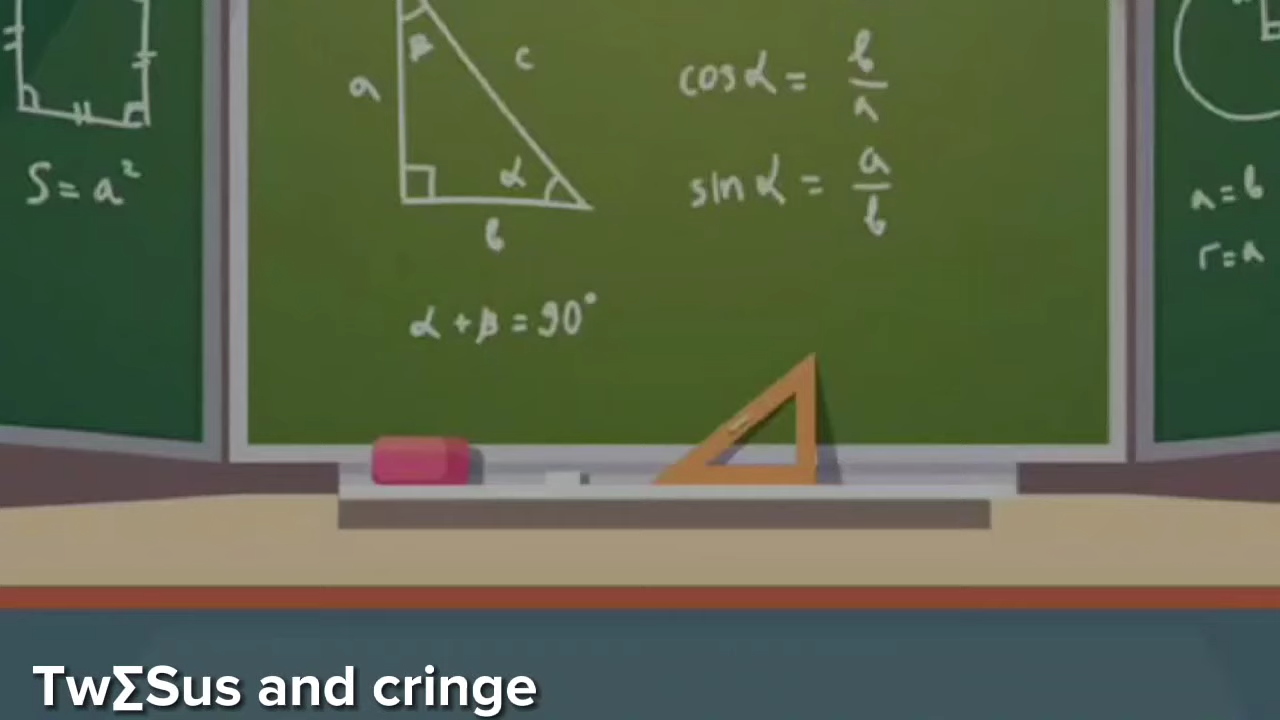 β
a
c
α
b
α + β = 90°
cos α = b/a
sin α = a/b
S = a²
a = b
r = a
TwΣSus and cringe